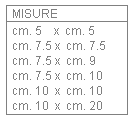 MISURE
cm. 5 x cm. 5
cm. 7.5 x cm. 7.5
cm. 7.5 x cm. 9
cm. 7.5 x cm. 10
cm. 10 x cm. 10
cm. 10 x cm. 20